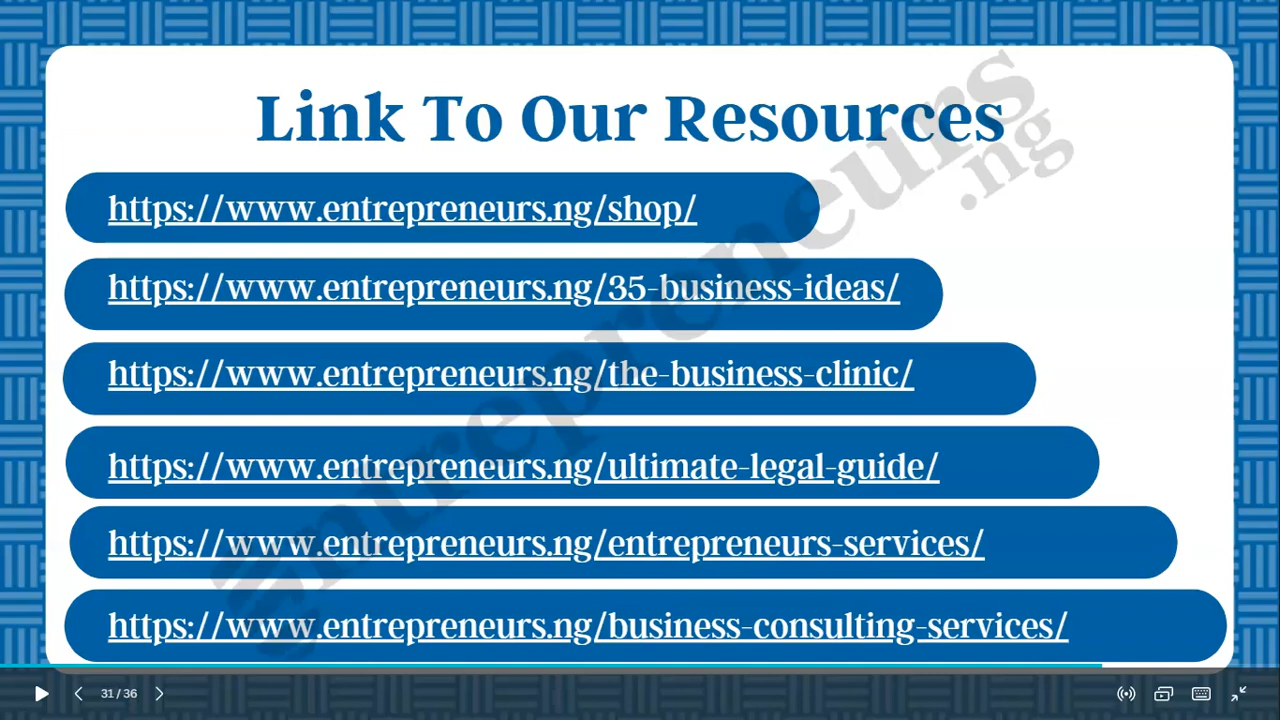 Link To Our Resources
https://www.entrepreneurs.ng/shop/
https://www.entrepreneurs.ng/35-business-ideas/
https://www.entrepreneurs.ng/the-business-clinic/
https://www.entrepreneurs.ng/ultimate-legal-guide/
https://www.entrepreneurs.ng/entrepreneurs-services/
https://www.entrepreneurs.ng/business-consulting-services/
entrepreneurs
.ng
31 / 36